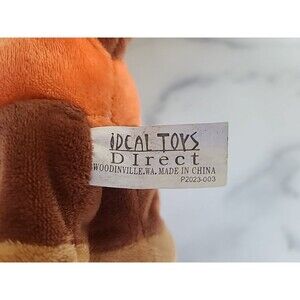 iDEAL TOYS
DIrect
WOODINVILLE.WA. MADE IN CHINA
P2023-003